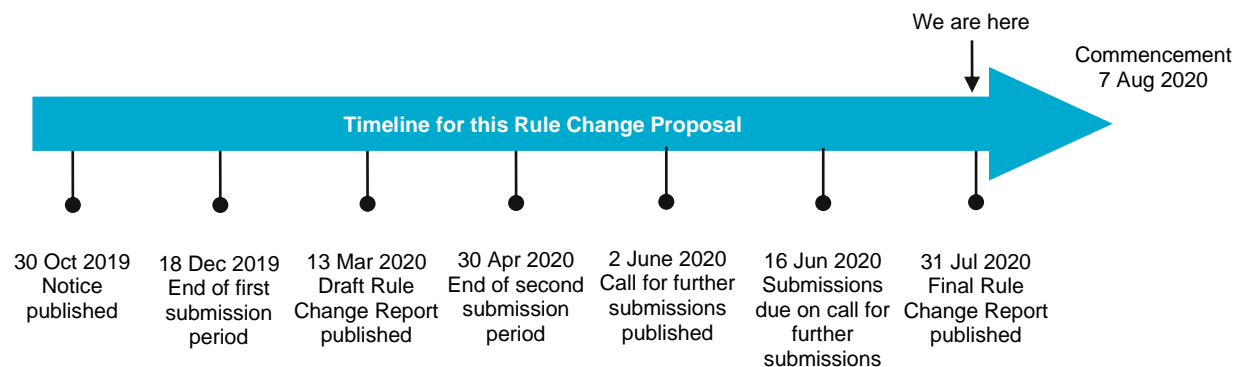 We are here
Commencement
7 Aug 2020
Timeline for this Rule Change Proposal
30 Oct 2019
Notice
published
18 Dec 2019
End of first
submission
period
13 Mar 2020
Draft Rule
Change Report
published
30 Apr 2020
End of second
submission
period
2 June 2020
Call for further
submissions
published
16 Jun 2020
Submissions
due on call for
further
submissions
31 Jul 2020
Final Rule
Change Report
published